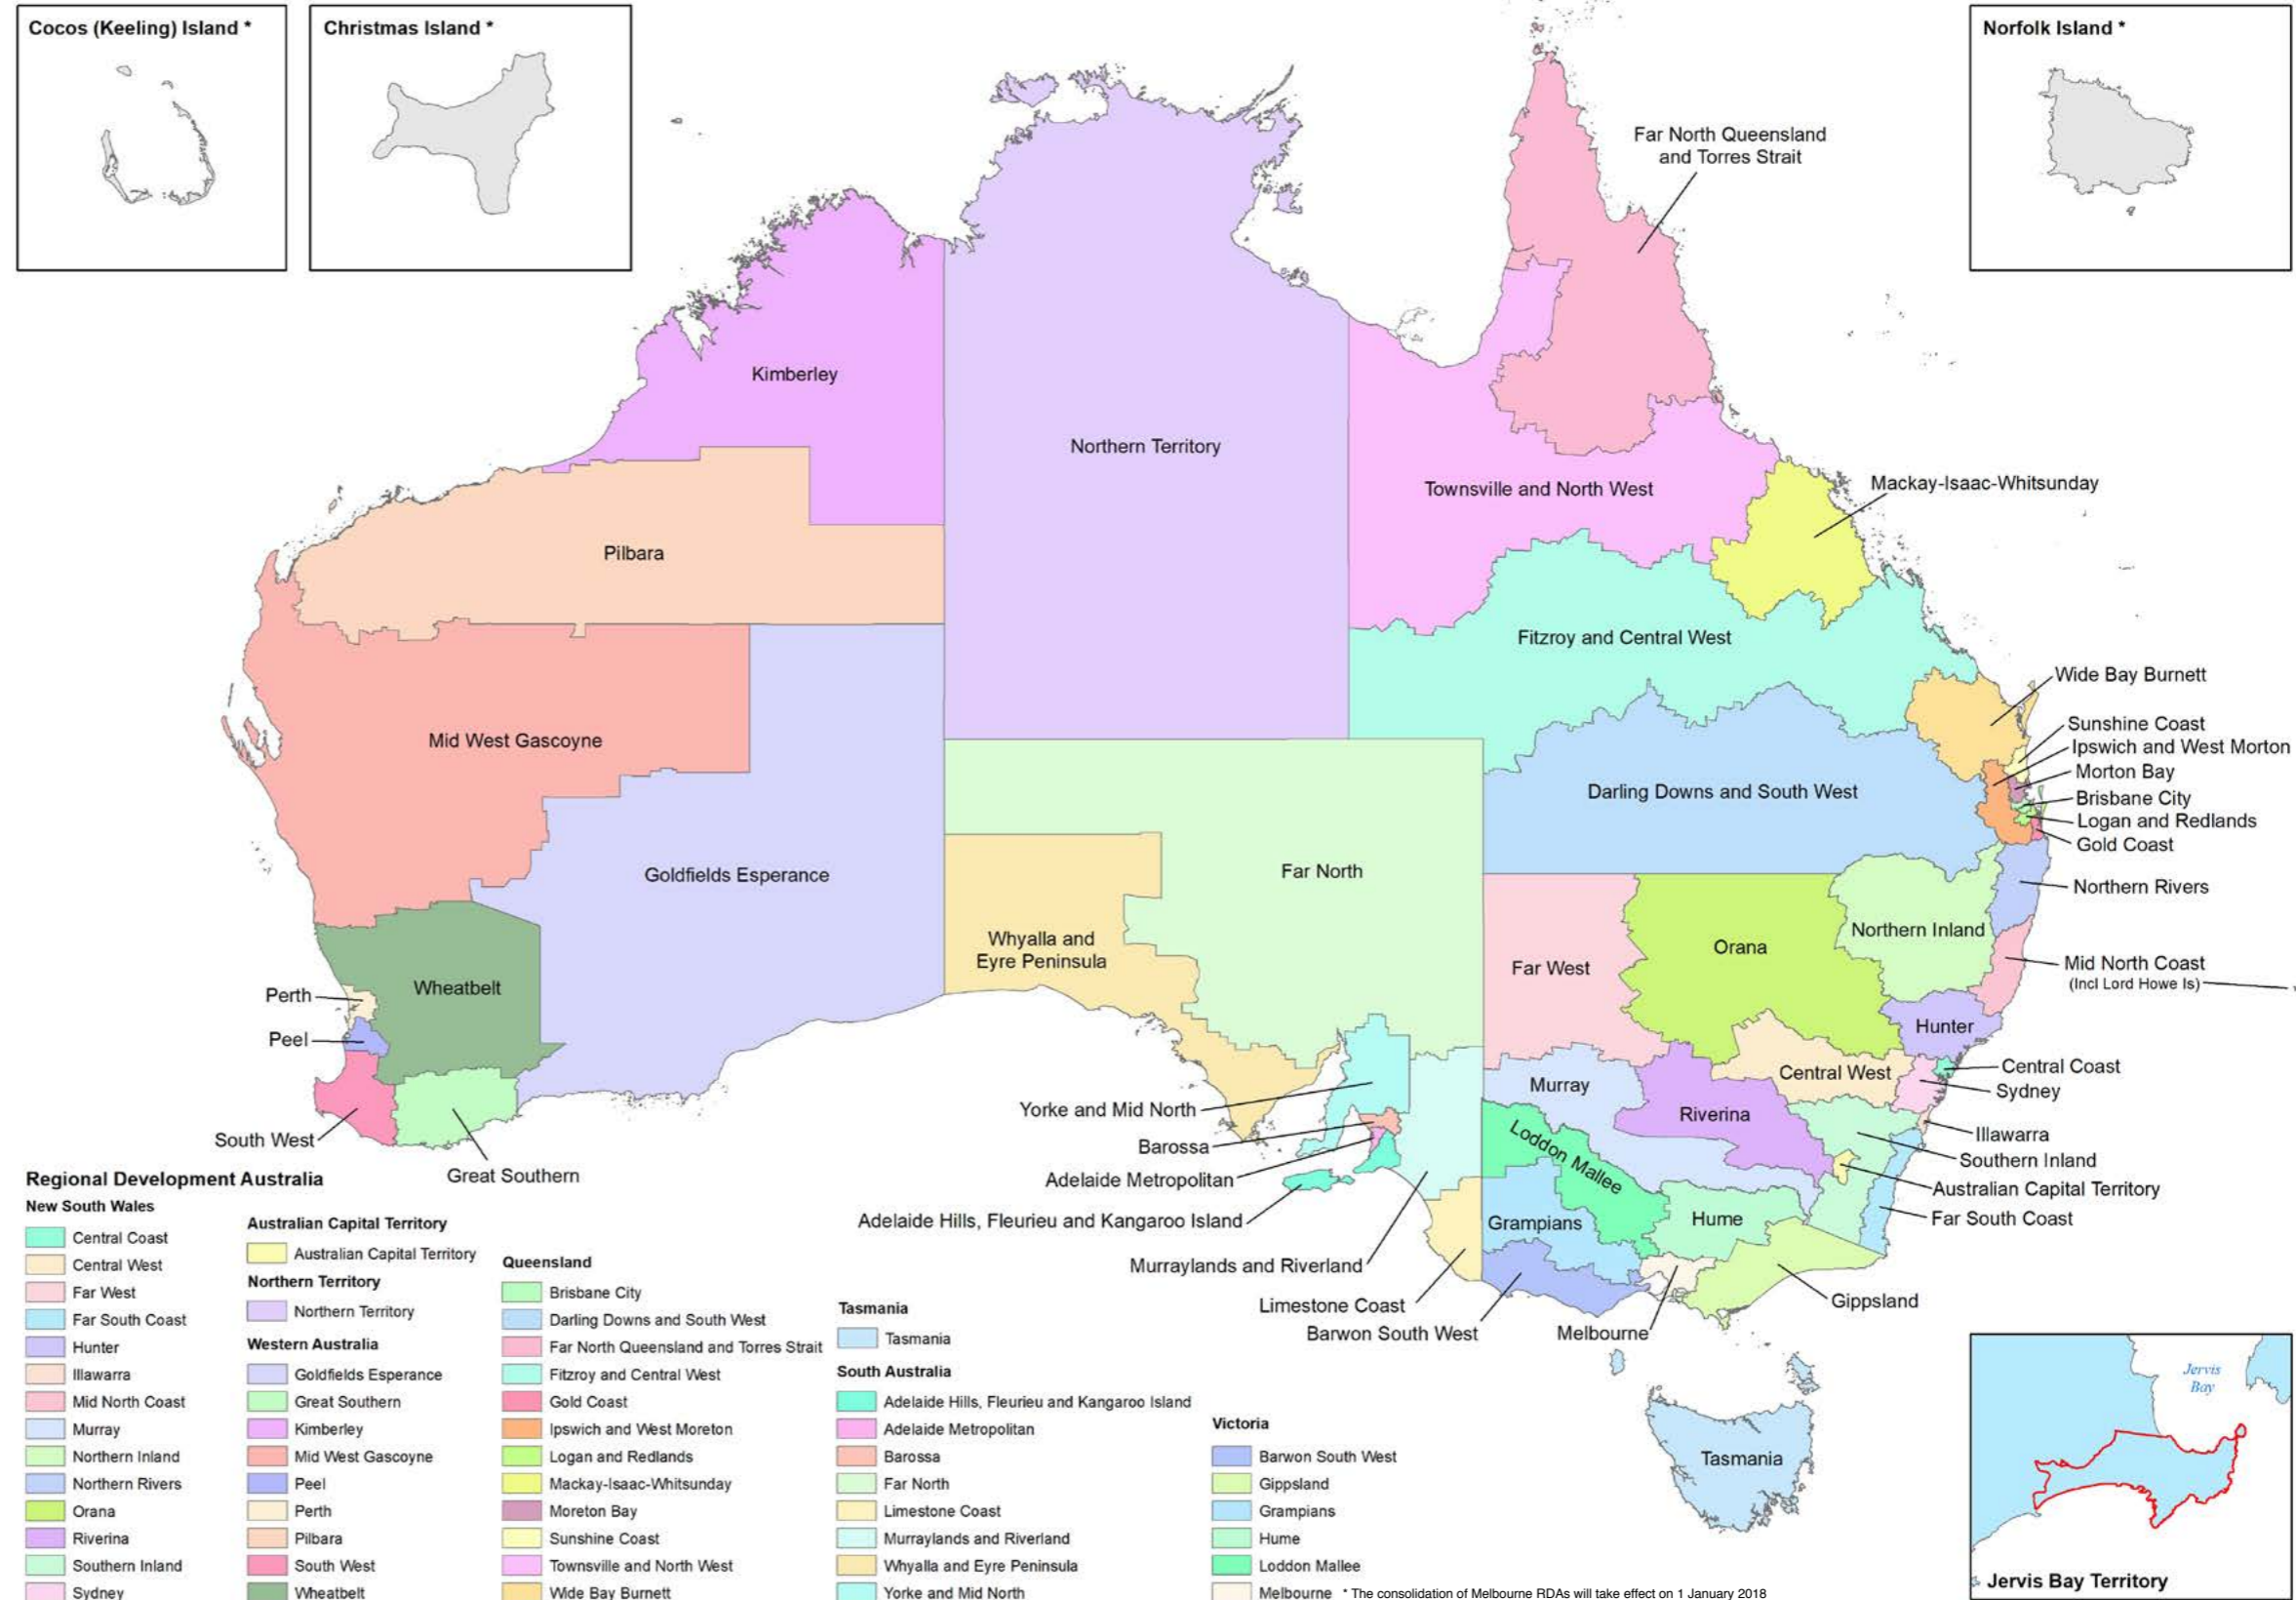 Cocos (Keeling) Island *
Christmas Island *
Norfolk Island *
Far North Queensland
and Torres Strait
Kimberley
Northern Territory
Townsville and North West
Mackay-Isaac-Whitsunday
Pilbara
Fitzroy and Central West
Wide Bay Burnett
Sunshine Coast
Ipswich and West Morton
Morton Bay
Brisbane City
Logan and Redlands
Gold Coast
Mid West Gascoyne
Darling Downs and South West
Goldfields Esperance
Far North
Northern Rivers
Whyalla and
Eyre Peninsula
Far West
Orana
Northern Inland
Mid North Coast
(Incl Lord Howe Is)
Wheatbelt
Perth
Peel
Hunter
Central Coast
Central West
Sydney
Murray
Riverina
Yorke and Mid North
Barossa
Loddon Mallee
Illawarra
Southern Inland
South West
Great Southern
Adelaide Metropolitan
Australian Capital Territory
Adelaide Hills, Fleurieu and Kangaroo Island
Grampians
Hume
Far South Coast
Murraylands and Riverland
Limestone Coast
Barwon South West
Melbourne
Gippsland
Tasmania
Jervis
Bay
Jervis Bay Territory
Regional Development Australia
New South Wales
Central Coast
Central West
Far West
Far South Coast
Hunter
Illawarra
Mid North Coast
Murray
Northern Inland
Northern Rivers
Orana
Riverina
Southern Inland
Sydney
Australian Capital Territory
Australian Capital Territory
Northern Territory
Northern Territory
Western Australia
Goldfields Esperance
Great Southern
Kimberley
Mid West Gascoyne
Peel
Perth
Pilbara
South West
Wheatbelt
Queensland
Brisbane City
Darling Downs and South West
Far North Queensland and Torres Strait
Fitzroy and Central West
Gold Coast
Ipswich and West Moreton
Logan and Redlands
Mackay-Isaac-Whitsunday
Moreton Bay
Sunshine Coast
Townsville and North West
Wide Bay Burnett
Tasmania
Tasmania
South Australia
Adelaide Hills, Fleurieu and Kangaroo Island
Adelaide Metropolitan
Barossa
Far North
Limestone Coast
Murraylands and Riverland
Whyalla and Eyre Peninsula
Yorke and Mid North
Victoria
Barwon South West
Gippsland
Grampians
Hume
Loddon Mallee
Melbourne * The consolidation of Melbourne RDAs will take effect on 1 January 2018